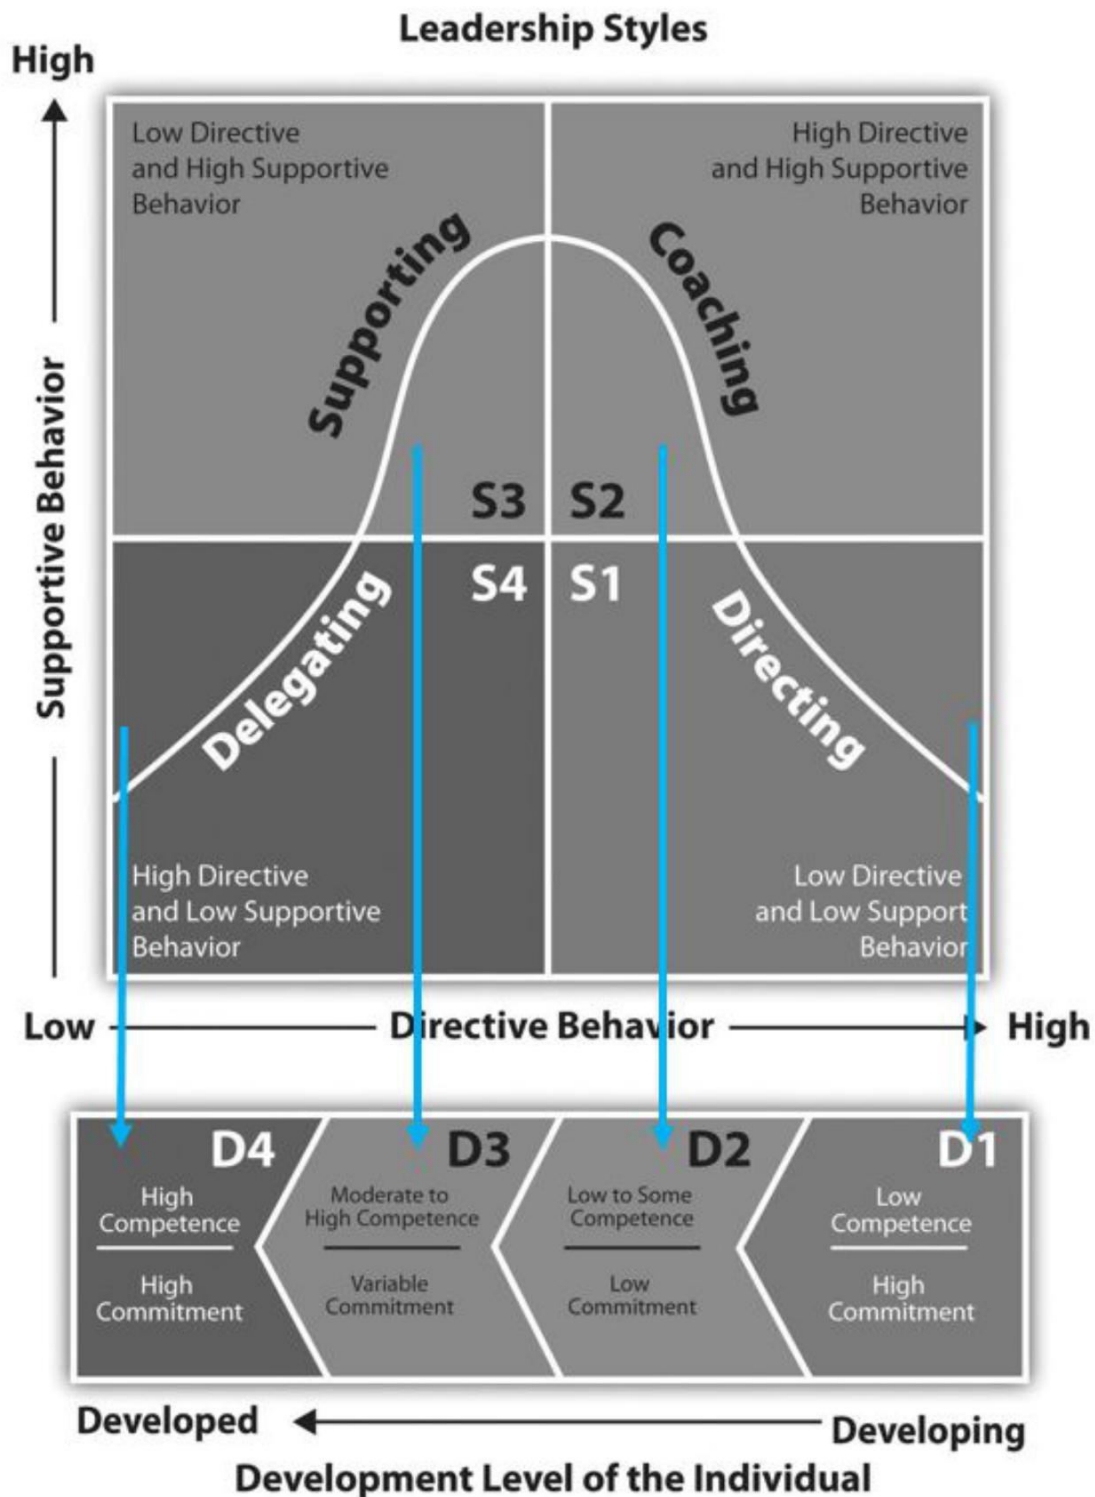 Leadership Styles
High
Low Directive
and High Supportive
Behavior
High Directive
and High Supportive
Behavior
Supporting
Coaching
S3
S2
S4
S1
Delegating
Directing
High Directive
and Low Supportive
Behavior
Low Directive
and Low Support
Behavior
Supportive Behavior
Low
Directive Behavior
High
D4
High
Competence
High
Commitment
D3
Moderate to
High Competence
Variable
Commitment
D2
Low to Some
Competence
Low
Commitment
D1
Low
Competence
High
Commitment
Developed
Developing
Development Level of the Individual